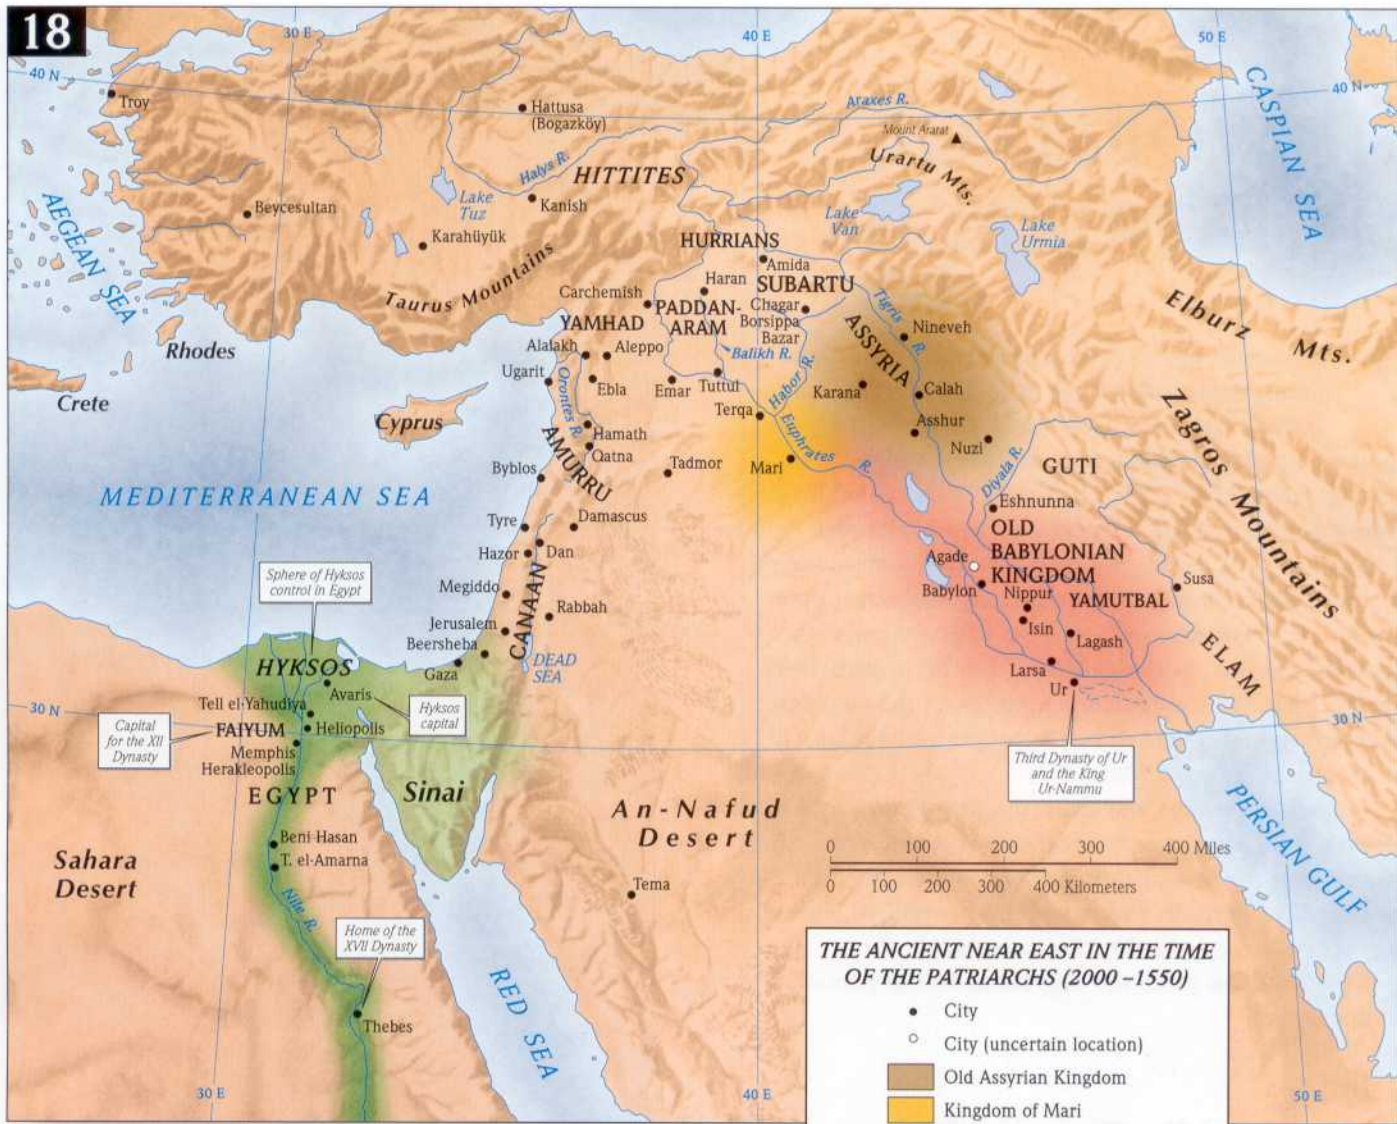 18
30 E
40 E
50 E
40 N
40 N
CASPIAN SEA
Troy
Hattusa
(Bogazköy)
Araxes R.
Mount Ararat
Urartu Mts.
Halys R.
HITTITES
Lake
Tuz
Kanish
Lake
Van
Lake
Urmia
AEGEAN SEA
Beycesultan
Karahüyük
HURRIANS
Amida
Taurus Mountains
Haran
SUBARTU
Carchemish
PADDAN-
ARAM
Chagar
Borsippa
Bazar
Tigris R.
Nineveh
Elburz Mts.
YAMHAD
ASSYRIA
Rhodes
Alalakh
Aleppo
Balikh R.
Ugarit
Orontes R.
Ebla
Emar
Tuttul
Habor R.
Karana
Calah
Crete
Cyprus
Terqa
Asshur
Zagros Mountains
Hamath
Qatna
Euphrates R.
Nuzi
AMURRU
Tadmor
Mari
Diyala R.
GUTI
Byblos
MEDITERRANEAN SEA
Eshnunna
Tyre
Damascus
OLD
BABYLONIAN
KINGDOM
Hazor
Dan
Agade
Sphere of Hyksos
control in Egypt
Babylon
Nippur
Susa
Megiddo
Rabbah
YAMUTBAL
Jerusalem
CANAAN
Isin
Lagash
Beersheba
HYKSOS
DEAD
SEA
Larsa
ELAM
Gaza
Ur
Avaris
Tell el-Yahudiya
30 N
Hyksos
capital
30 N
Capital
for the XII
Dynasty
FAIYUM
Heliopolis
Memphis
Herakleopolis
Third Dynasty of Ur
and the King
Ur-Nammu
EGYPT
Sinai
An-Nafud
Desert
PERSIAN GULF
Beni Hasan
T. el-Amarna
Sahara
Desert
0 100 200 300 400 Miles
0 100 200 300 400 Kilometers
Tema
Nile R.
Home of the
XVII Dynasty
RED SEA
Thebes
THE ANCIENT NEAR EAST IN THE TIME
OF THE PATRIARCHS (2000 –1550)
City
City (uncertain location)
Old Assyrian Kingdom
Kingdom of Mari
30 E
40 E
50 E